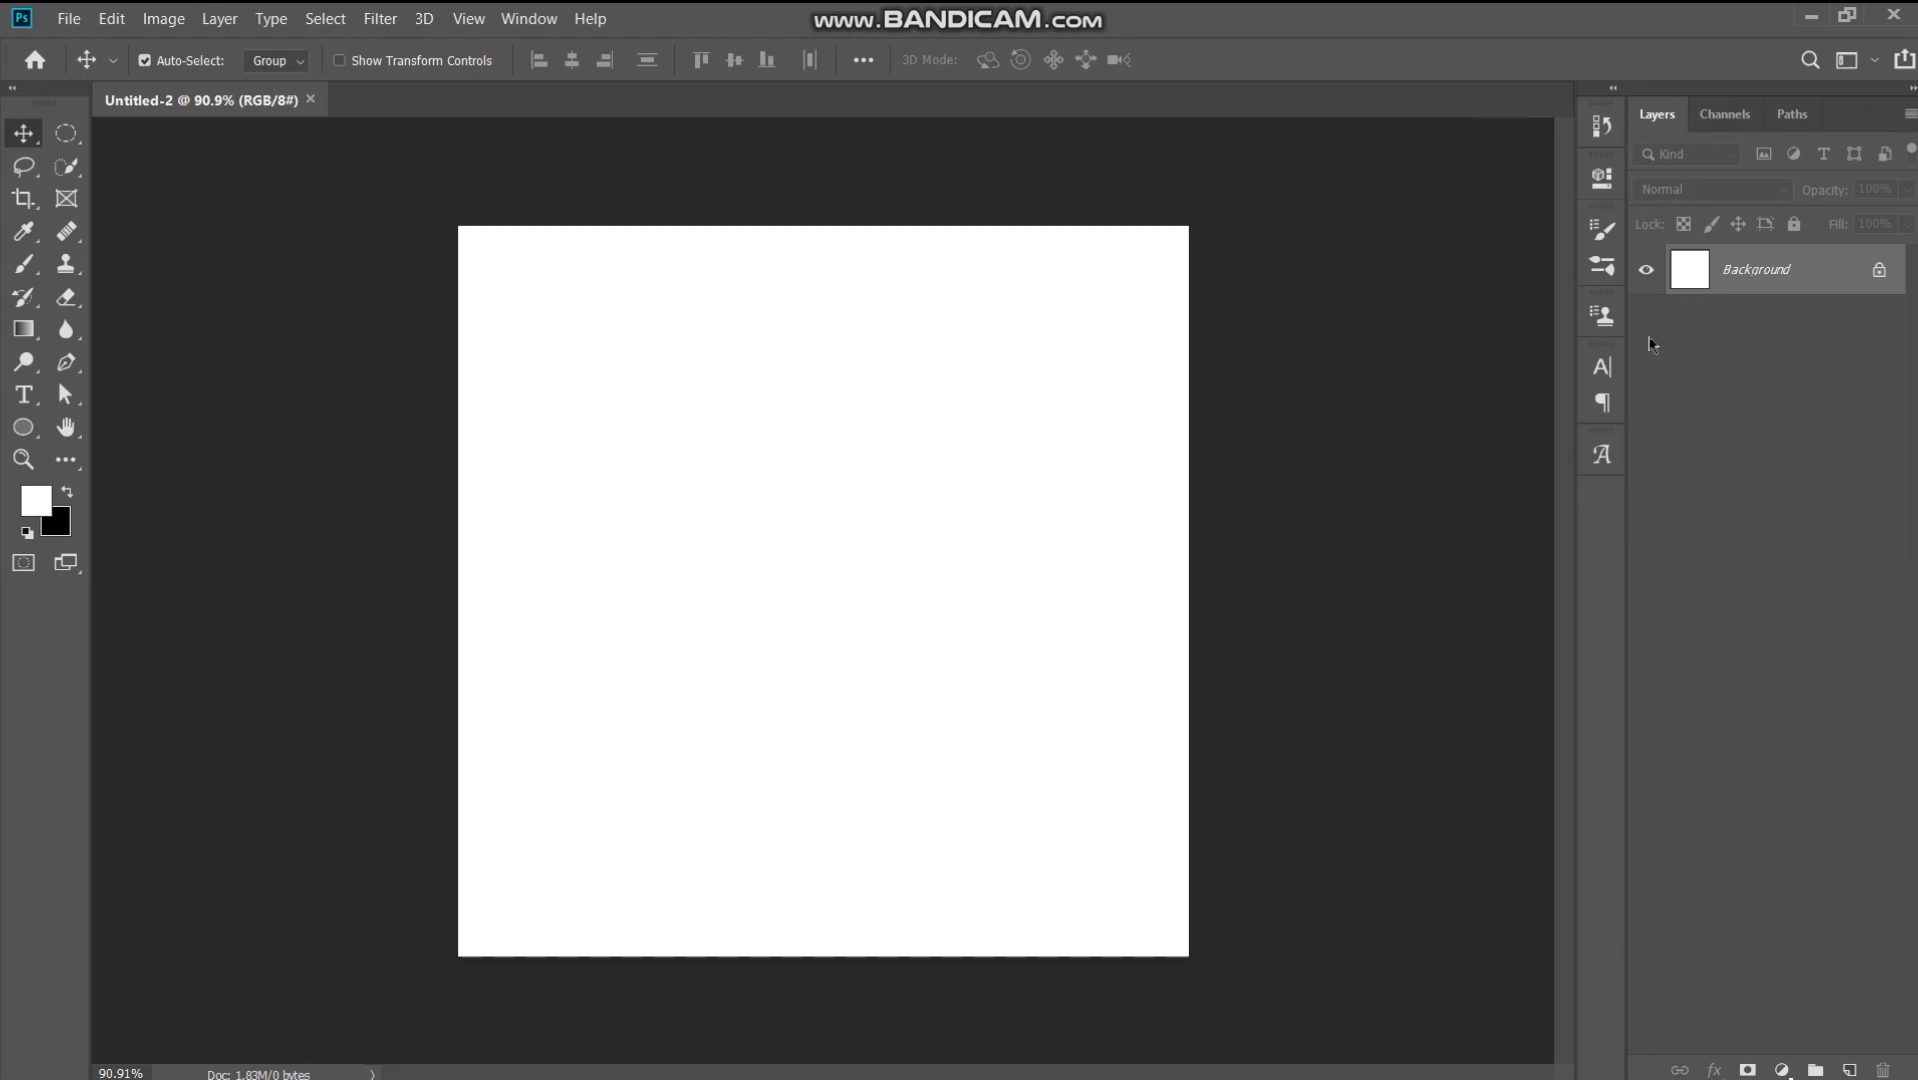 Ps File Edit Image Layer Type Select Filter 3D View Window Help
www.BANDICAM.com
Auto-Select: Group Show Transform Controls 3D Mode:
Untitled-2 @ 90.9% (RGB/8#)
Layers Channels Paths
Kind
Normal Opacity: 100%
Lock: Fill: 100%
Background
90.91% Doc: 1.83M/0 bytes